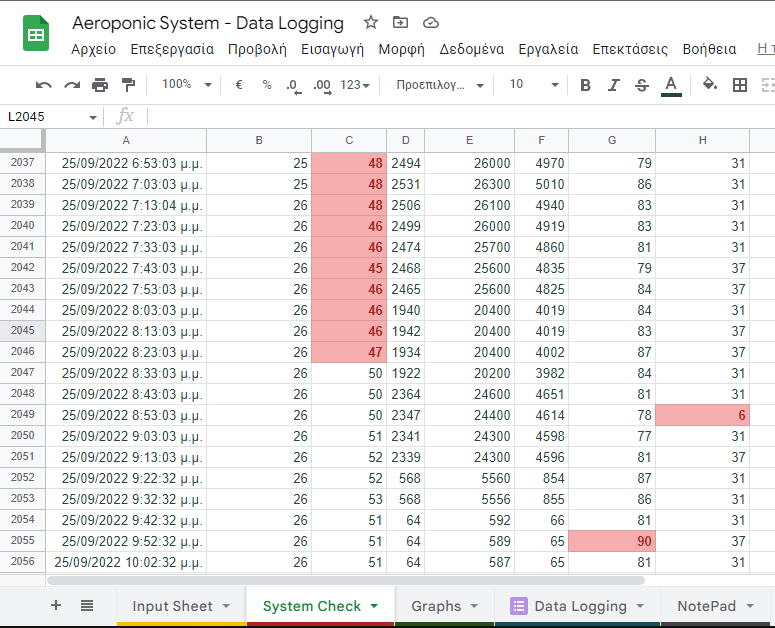 Aeroponic System - Data Logging
Αρχείο Επεξεργασία Προβολή Εισαγωγή Μορφή Δεδομένα Εργαλεία Επεκτάσεις Βοήθεια Η τ
100% € % .0 .00 123 Προεπιλογ... 10 B I S A
L2045 fx
A B C D E F G H
2037 25/09/2022 6:53:03 μ.μ. 25 48 2494 26000 4970 79 31
2038 25/09/2022 7:03:03 μ.μ. 25 48 2531 26300 5010 86 31
2039 25/09/2022 7:13:04 μ.μ. 26 48 2506 26100 4940 83 31
2040 25/09/2022 7:23:03 μ.μ. 26 46 2499 26000 4919 83 31
2041 25/09/2022 7:33:03 μ.μ. 26 46 2474 25700 4860 81 31
2042 25/09/2022 7:43:03 μ.μ. 26 45 2468 25600 4835 79 37
2043 25/09/2022 7:53:03 μ.μ. 26 46 2465 25600 4825 84 37
2044 25/09/2022 8:03:03 μ.μ. 26 46 1940 20400 4019 84 31
2045 25/09/2022 8:13:03 μ.μ. 26 46 1942 20400 4019 83 37
2046 25/09/2022 8:23:03 μ.μ. 26 47 1934 20400 4002 87 37
2047 25/09/2022 8:33:03 μ.μ. 26 50 1922 20200 3982 84 31
2048 25/09/2022 8:43:03 μ.μ. 26 50 2364 24600 4651 81 31
2049 25/09/2022 8:53:03 μ.μ. 26 50 2347 24400 4614 78 6
2050 25/09/2022 9:03:03 μ.μ. 26 51 2341 24300 4598 77 31
2051 25/09/2022 9:13:03 μ.μ. 26 52 2339 24300 4596 81 37
2052 25/09/2022 9:22:32 μ.μ. 26 52 568 5560 854 87 31
2053 25/09/2022 9:32:32 μ.μ. 26 53 568 5556 855 86 31
2054 25/09/2022 9:42:32 μ.μ. 26 51 64 592 66 81 31
2055 25/09/2022 9:52:32 μ.μ. 26 51 64 589 65 90 37
2056 25/09/2022 10:02:32 μ.μ. 26 51 64 587 65 81 31
Input Sheet System Check Graphs Data Logging NotePad